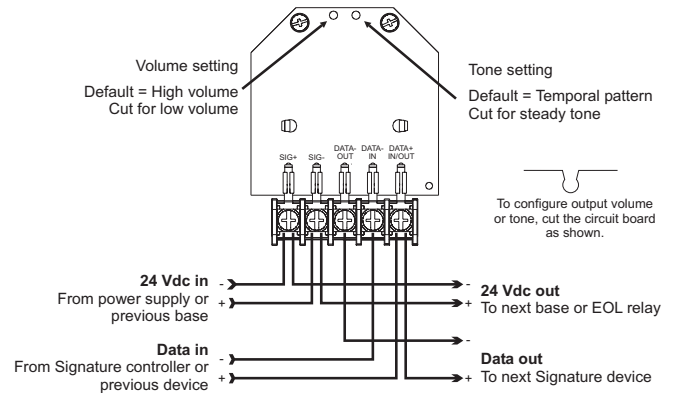 Volume setting
Default = High volume
Cut for low volume
Tone setting
Default = Temporal pattern
Cut for steady tone
SIG+
SIG-
DATA-
OUT
DATA-
IN
DATA+
IN/OUT
To configure output volume
or tone, cut the circuit board
as shown.
24 Vdc in
-
From power supply or
previous base
+
-
24 Vdc out
+
To next base or EOL relay
Data in
-
From Signature controller or
previous device
+
-
Data out
+
To next Signature device